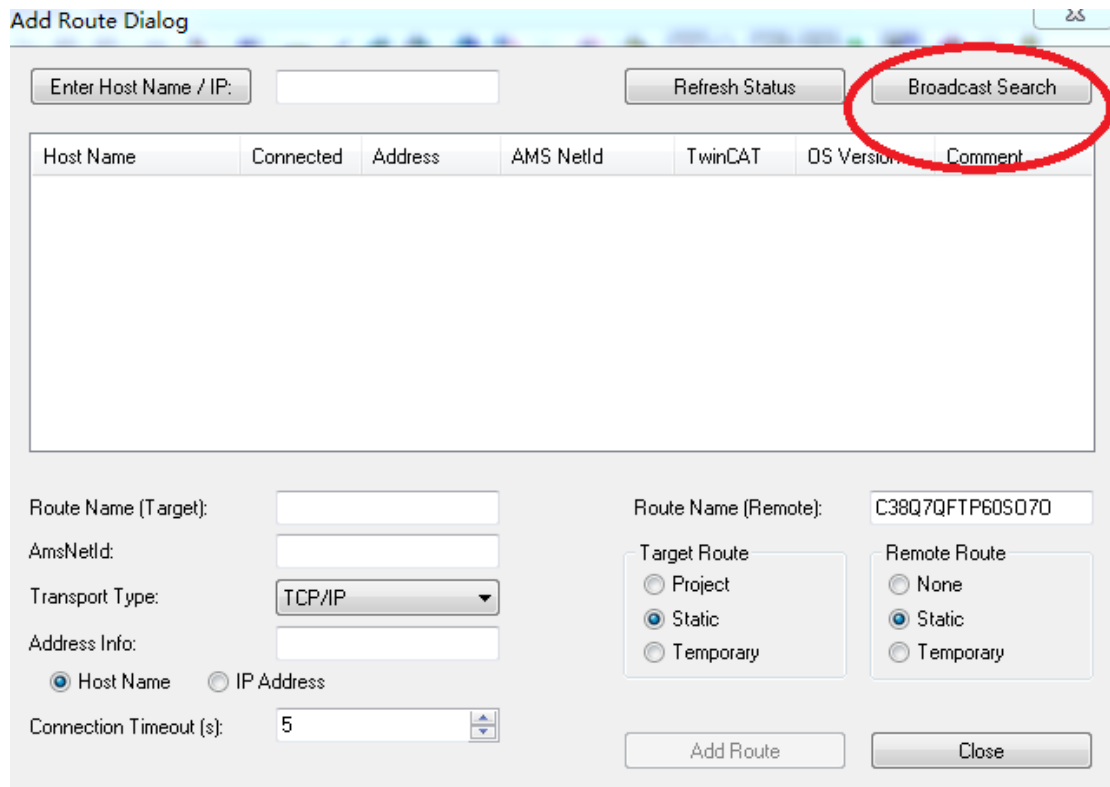 Add Route Dialog
Enter Host Name / IP: Refresh Status Broadcast Search
Host Name Connected Address AMS NetId TwinCAT OS Version Comment
Route Name (Target): Route Name (Remote): C38Q7QFTP60SO7O
AmsNetId: Target Route Remote Route
Transport Type: TCP/IP Project None
Static Static
Address Info: Temporary Temporary
Host Name IP Address
Connection Timeout (s): 5
Add Route Close